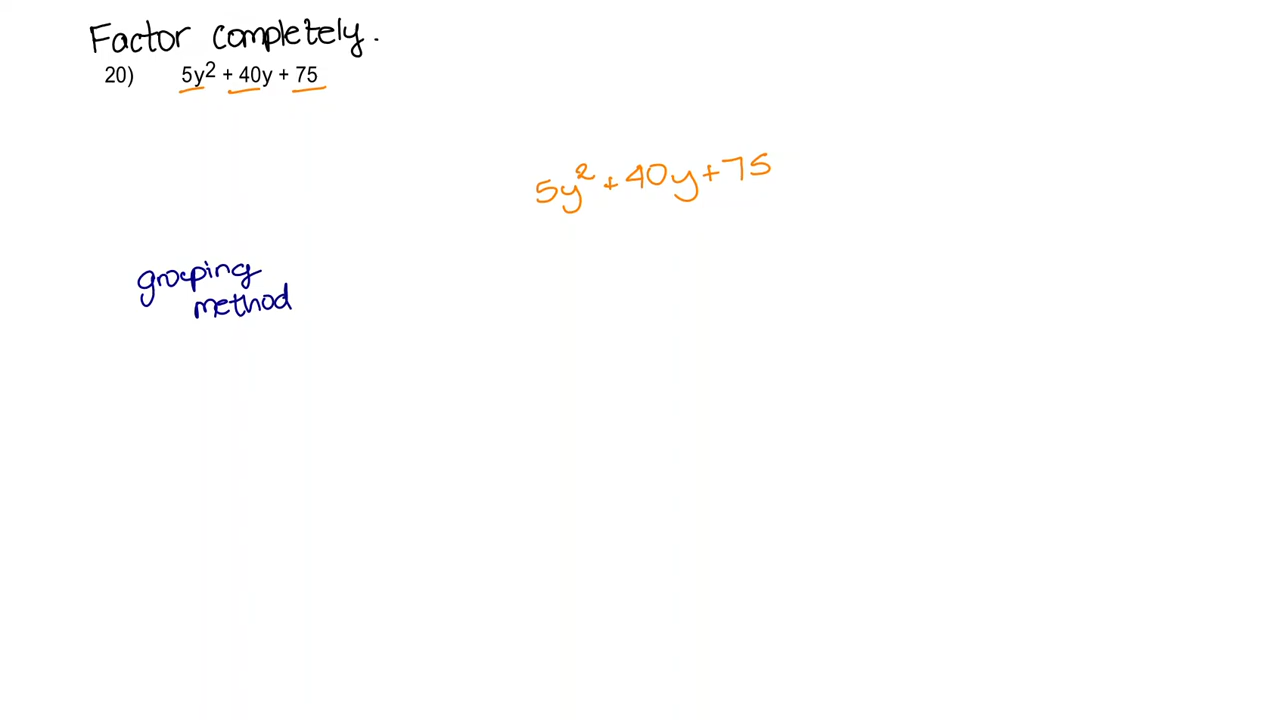 Factor completely.
20) 5y² + 40y + 75
5y² + 40y + 75
grouping
method